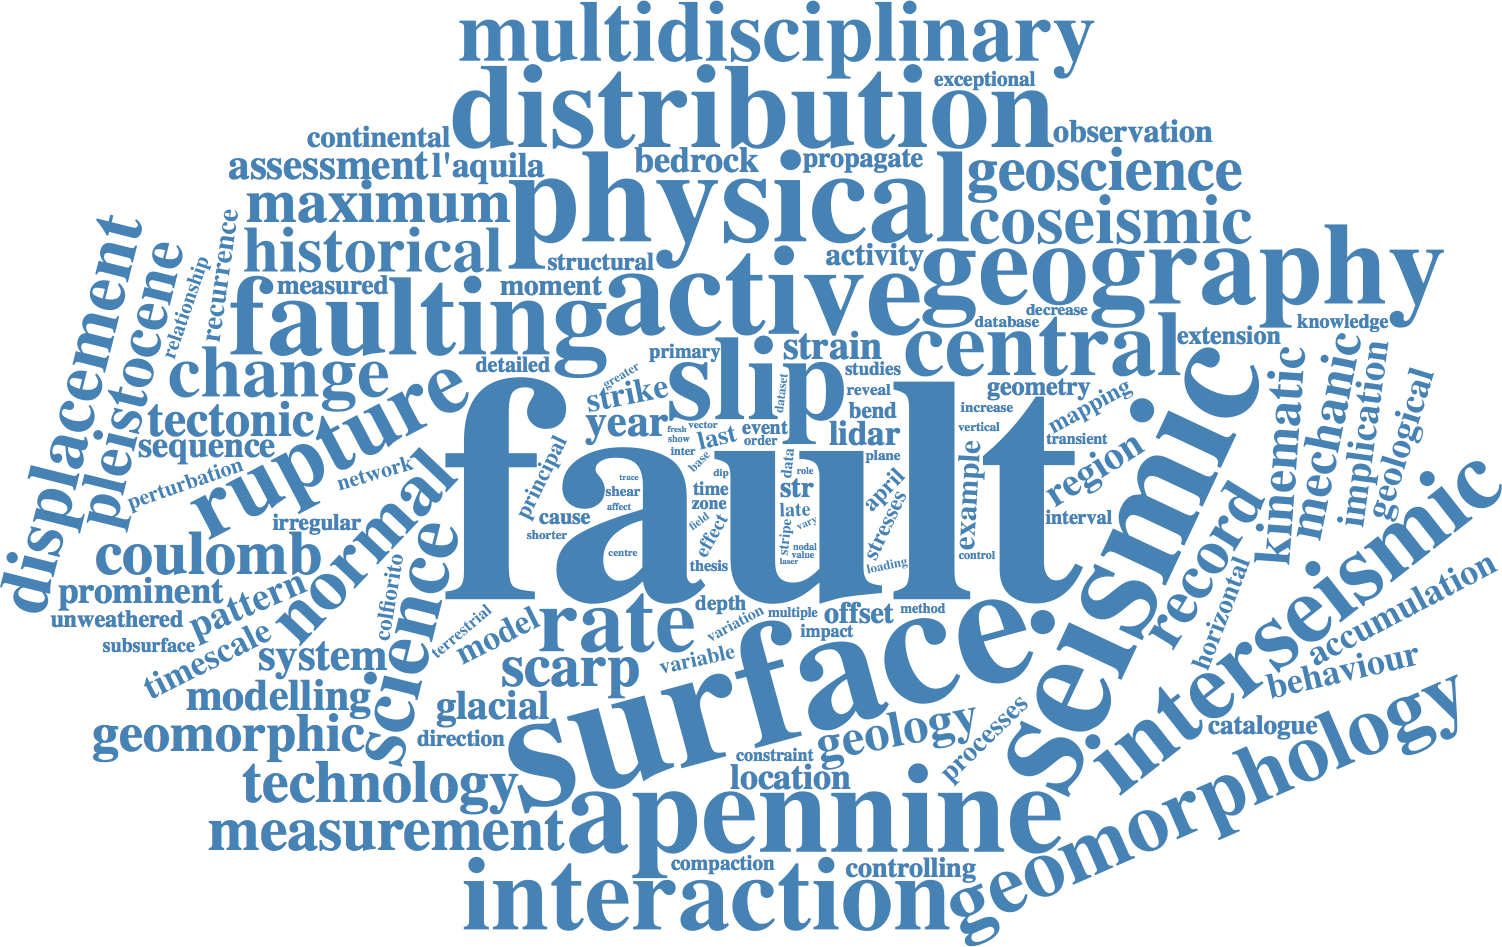 multidisciplinary
exceptional
distribution
continental
observation
assessment
l'aquila
bedrock
propagate
geoscience
physical
maximum
coseismic
historical
structural
activity
geography
displacement
pleistocene
relationship
recurrence
measured
moment
active
faulting
decrease
database
knowledge
central
extension
change
detailed
primary
strain
slip
studies
greater
strike
dataset
reveal
geometry
mapping
kinematic
mechanic
implication
geological
tectonic
rupture
year
fresh
vector
show
inter
last
event
order
bend
lidar
increase
vertical
transient
sequence
perturbation
network
normal
principal
fault
base
dip
data
role
plane
april
example
region
seismic
trace
shear
affect
time
zone
str
late
stresses
interval
irregular
cause
shorter
field
effect
stripe
vary
nodal
value
laser
loading
control
centre
thesis
coulomb
record
interseismic
prominent
pattern
unweathered
subsurface
timescale
colfiorito
science
terrestrial
model
rate
depth
variation
multiple
offset
method
impact
horizontal
accumulation
behaviour
system
scarp
variable
surface
modelling
glacial
geomorphic
direction
constraint
geology
processes
catalogue
geomorphology
technology
location
apennine
measurement
compaction
controlling
interaction